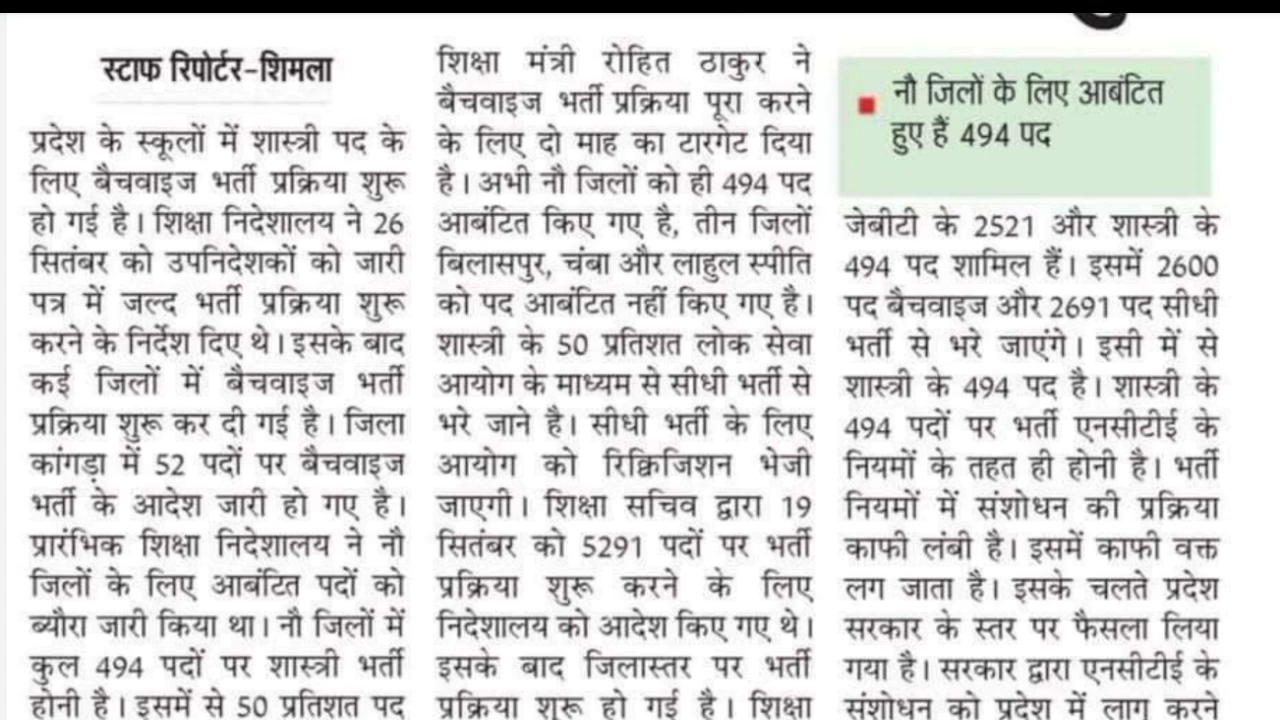 स्टाफ रिपोर्टर-शिमला
प्रदेश के स्कूलों में शास्त्री पद के
लिए बैचवाइज भर्ती प्रक्रिया शुरू
हो गई है। शिक्षा निदेशालय ने 26
सितंबर को उपनिदेशकों को जारी
पत्र में जल्द भर्ती प्रक्रिया शुरू
करने के निर्देश दिए थे। इसके बाद
कई जिलों में बैचवाइज भर्ती
प्रक्रिया शुरू कर दी गई है। जिला
कांगड़ा में 52 पदों पर बैचवाइज
भर्ती के आदेश जारी हो गए है।
प्रारंभिक शिक्षा निदेशालय ने नौ
जिलों के लिए आबंटित पदों को
ब्यौरा जारी किया था। नौ जिलों में
कुल 494 पदों पर शास्त्री भर्ती
होनी है। इसमें से 50 प्रतिशत पद
शिक्षा मंत्री रोहित ठाकुर ने
बैचवाइज भर्ती प्रक्रिया पूरा करने
के लिए दो माह का टारगेट दिया
है। अभी नौ जिलों को ही 494 पद
आबंटित किए गए है, तीन जिलों
बिलासपुर, चंबा और लाहुल स्पीति
को पद आबंटित नहीं किए गए है।
शास्त्री के 50 प्रतिशत लोक सेवा
आयोग के माध्यम से सीधी भर्ती से
भरे जाने है। सीधी भर्ती के लिए
आयोग को रिक्विजिशन भेजी
जाएगी। शिक्षा सचिव द्वारा 19
सितंबर को 5291 पदों पर भर्ती
प्रक्रिया शुरू करने के लिए
निदेशालय को आदेश किए गए थे।
इसके बाद जिलास्तर पर भर्ती
प्रक्रिया शुरू हो गई है। शिक्षा
नौ जिलों के लिए आबंटित
हुए हैं 494 पद
जेबीटी के 2521 और शास्त्री के
494 पद शामिल हैं। इसमें 2600
पद बैचवाइज और 2691 पद सीधी
भर्ती से भरे जाएंगे। इसी में से
शास्त्री के 494 पद है। शास्त्री के
494 पदों पर भर्ती एनसीटीई के
नियमों के तहत ही होनी है। भर्ती
नियमों में संशोधन की प्रक्रिया
काफी लंबी है। इसमें काफी वक्त
लग जाता है। इसके चलते प्रदेश
सरकार के स्तर पर फैसला लिया
गया है। सरकार द्वारा एनसीटीई के
संशोधन को प्रदेश में लागू करने